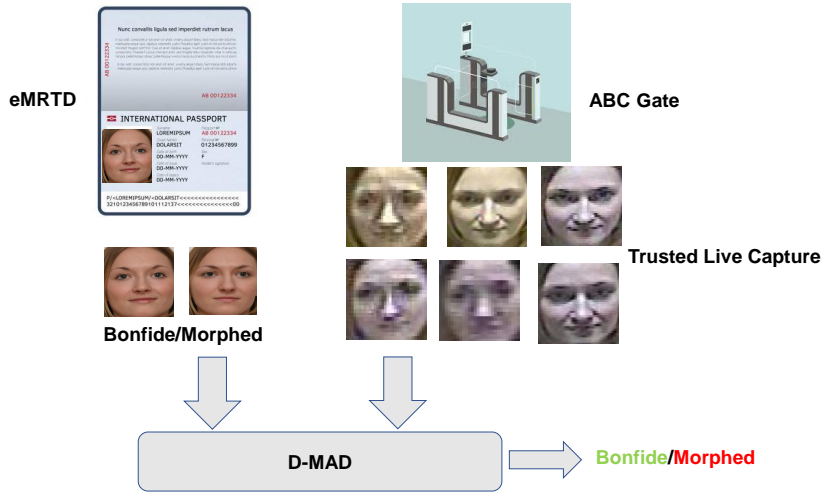 eMRTD
Nunc convallis ligula sed imperdiet rutrum lacus
AB 00122334
AB 00122334
INTERNATIONAL PASSPORT
LOREMIPSUM
AB 00122334
DOLARSIT
01234567899
DD-MM-YYYY
F
DD-MM-YYYY
DD-MM-YYYY
P/<LOREMIPSUM/<DOLARSIT<<<<<<<<<<<<<<<<<
32101234567891011121​37<<<<<<<<<<<<<<<00
ABC Gate
Trusted Live Capture
Bonfide/Morphed
D-MAD
Bonfide/Morphed